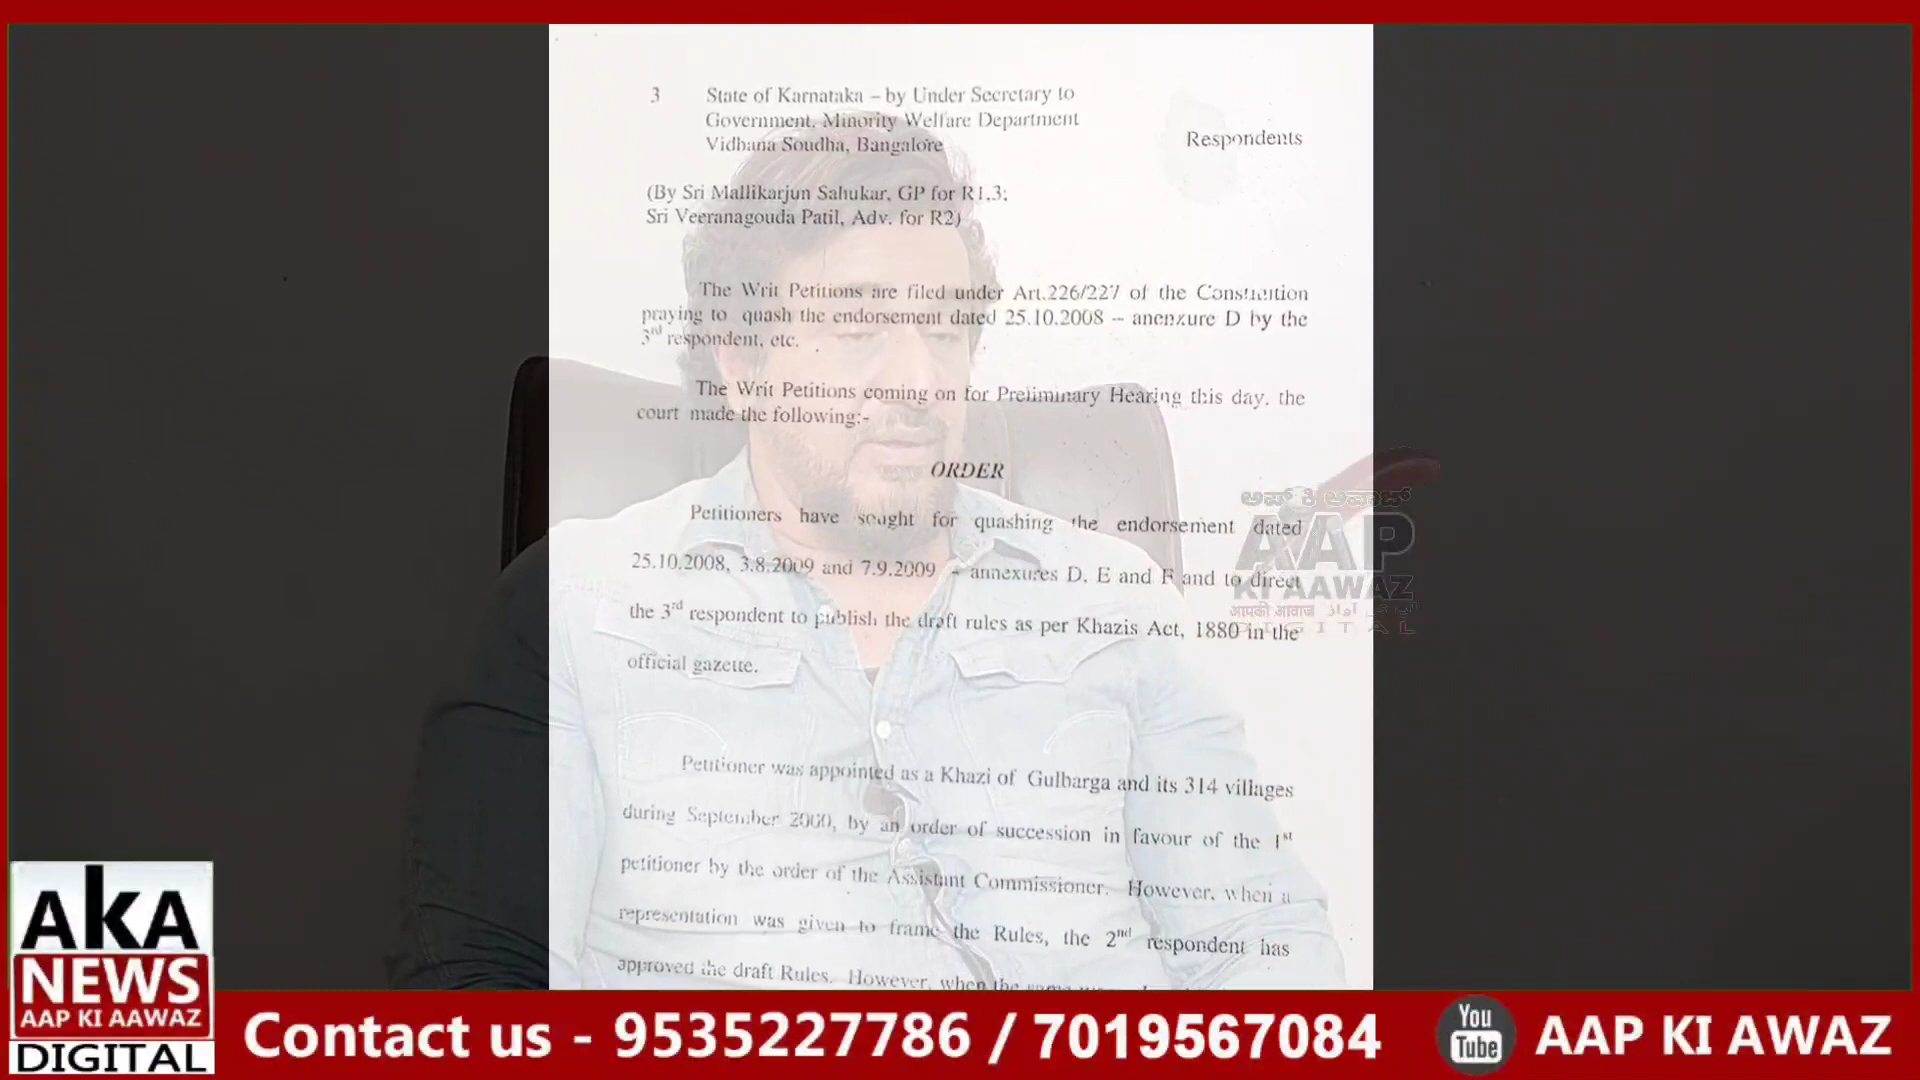 3 State of Karnataka – by Under Secretary to
Government, Minority Welfare Department
Vidhana Soudha, Bangalore
Respondents
(By Sri Mallikarjun Sahukar, GP for R1,3;
Sri Veeranagouda Patil, Adv. for R2)
The Writ Petitions are filed under Art.226/227 of the Constitution
praying to quash the endorsement dated 25.10.2008 – anenxure D by the
3rd respondent, etc.
The Writ Petitions coming on for Preliminary Hearing this day, the
court made the following:-
ORDER
Petitioners have sought for quashing the endorsement dated
25.10.2008, 3.8.2009 and 7.9.2009 – annexures D, E and F and to direct
the 3rd respondent to publish the draft rules as per Khazis Act, 1880 in the
official gazette.
Petitioner was appointed as a Khazi of Gulbarga and its 314 villages
during September 2000, by an order of succession in favour of the 1st
petitioner by the order of the Assistant Commissioner. However, when a
representation was given to frame the Rules, the 2nd respondent has
approved the draft Rules. However, when the same
ಆಪ್ ಕಿ ಆವಾಜ್
AAP
KI AAWAZ
आपकी आवाज آپ کی آواز
DIGITAL
AKA
NEWS
AAP KI AAWAZ
DIGITAL
Contact us - 9535227786 / 7019567084
You
Tube
AAP KI AWAZ